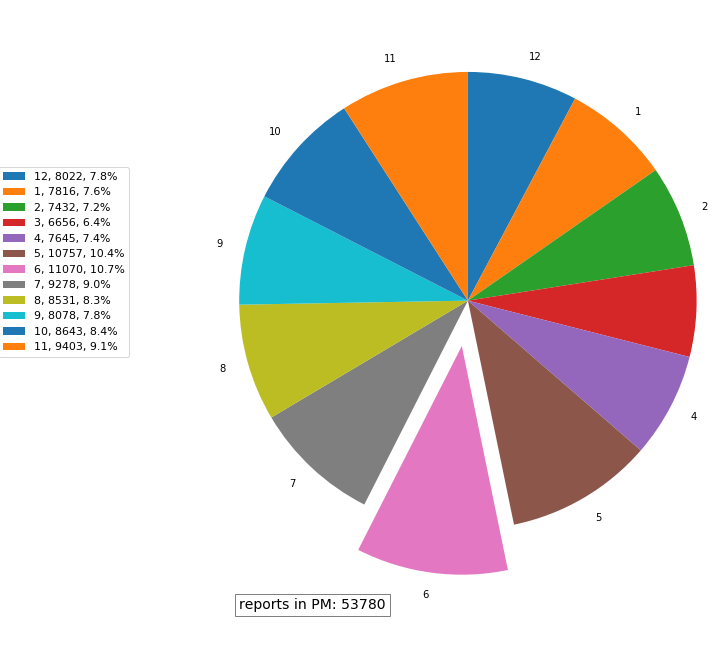 12
11
1
10
2
9
3
8
4
7
5
6
12, 8022, 7.8%
1, 7816, 7.6%
2, 7432, 7.2%
3, 6656, 6.4%
4, 7645, 7.4%
5, 10757, 10.4%
6, 11070, 10.7%
7, 9278, 9.0%
8, 8531, 8.3%
9, 8078, 7.8%
10, 8643, 8.4%
11, 9403, 9.1%
reports in PM: 53780